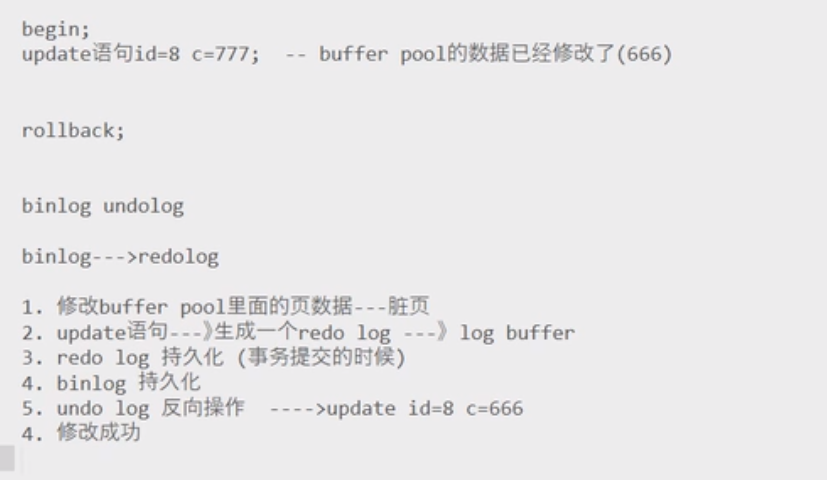 begin;
update语句id=8 c=777;  -- buffer pool的数据已经修改了(666)
rollback;
binlog undolog
binlog--->redolog
1. 修改buffer pool里面的页数据---脏页
2. update语句---》生成一个redo log ---》 log buffer
3. redo log 持久化 (事务提交的时候)
4. binlog 持久化
5. undo log 反向操作  ---->update id=8 c=666
4. 修改成功